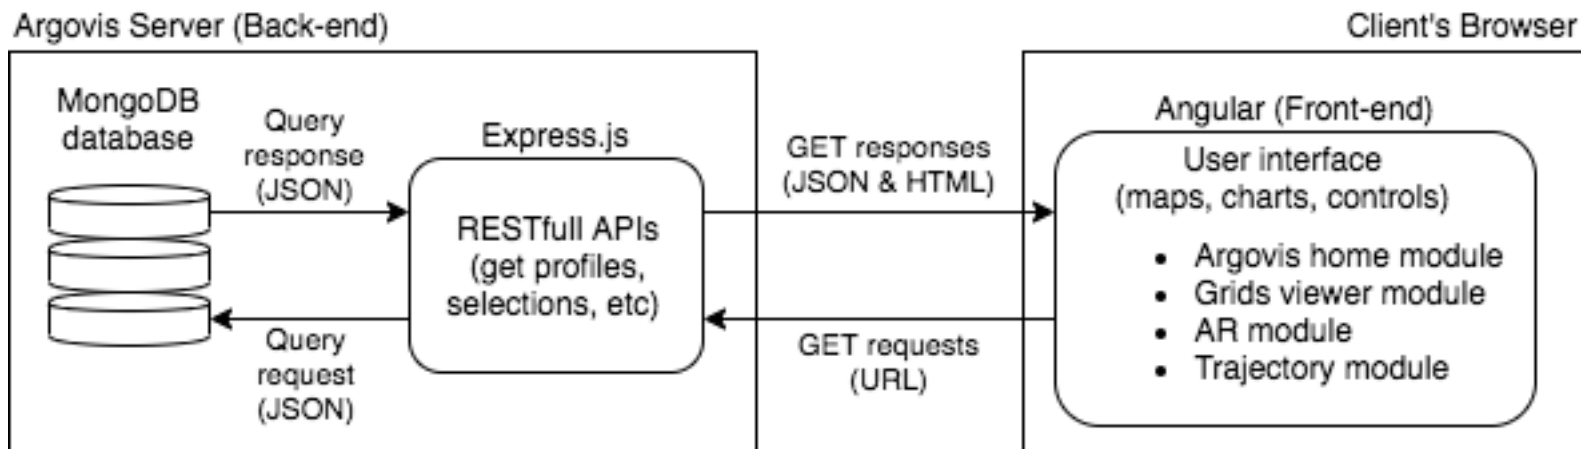 Argovis Server (Back-end)
Client's Browser
MongoDB
database
Query
response
(JSON)
Express.js
RESTfull APIs
(get profiles,
selections, etc)
Query
request
(JSON)
GET responses
(JSON & HTML)
GET requests
(URL)
Angular (Front-end)
User interface
(maps, charts, controls)
• Argovis home module
• Grids viewer module
• AR module
• Trajectory module